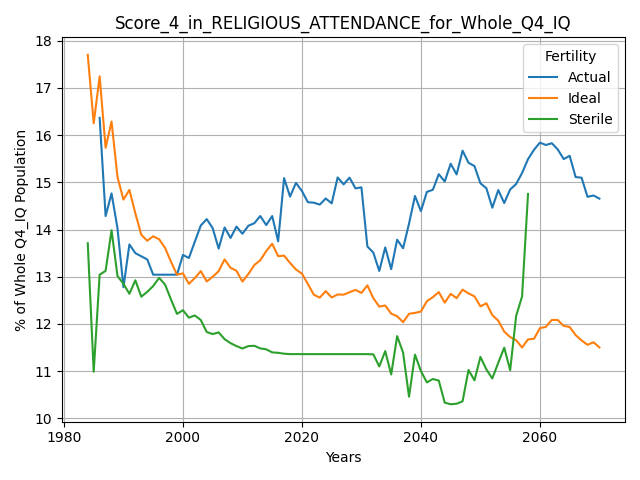 Score_4_in_RELIGIOUS_ATTENDANCE_for_Whole_Q4_IQ
% of Whole Q4_IQ Population
18
17
16
15
14
13
12
11
10
Fertility
Actual
Ideal
Sterile
1980
2000
2020
2040
2060
Years